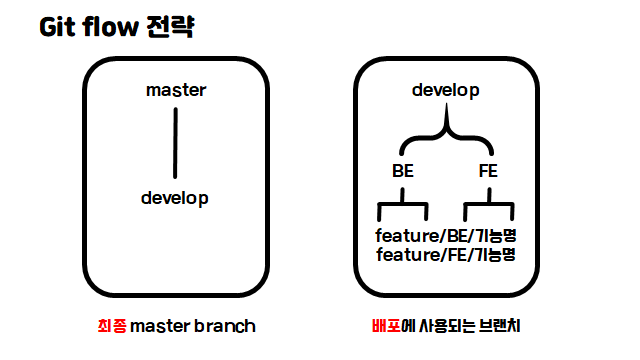 Git flow 전략
master
develop
최종 master branch
develop
BE FE
feature/BE/기능명
feature/FE/기능명
배포에 사용되는 브랜치